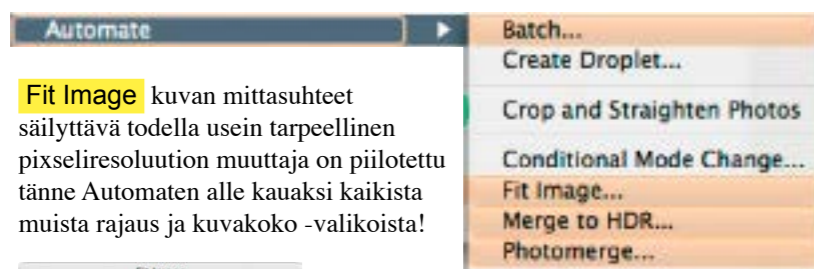 Automate
Fit Image kuvan mittasuhteet
säilyttävä todella usein tarpeellinen
pixseliresoluution muuttaja on piilotettu
tänne Automaten alle kauaksi kaikista
muista rajaus ja kuvakoko -valikoista!
Batch...
Create Droplet...
Crop and Straighten Photos
Conditional Mode Change...
Fit Image...
Merge to HDR...
Photomerge...